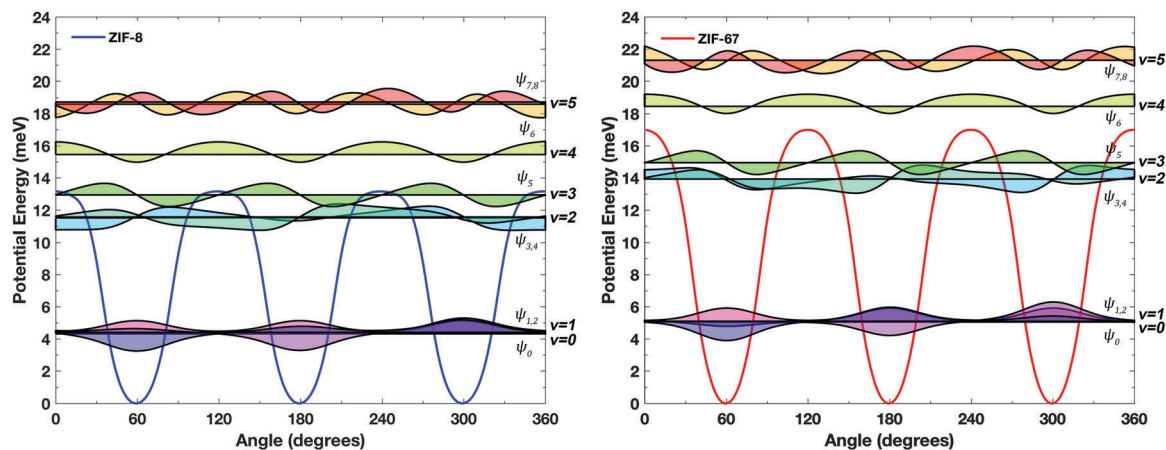 ZIF-8
Potential Energy (meV)
24
22
20
18
16
14
12
10
8
6
4
2
0
0 60 120 180 240 300 360
Angle (degrees)
ψ7,8
v=5
ψ6
v=4
ψ5
v=3
v=2
ψ3,4
ψ1,2
v=1
v=0
ψ0
ZIF-67
Potential Energy (meV)
24
22
20
18
16
14
12
10
8
6
4
2
0
0 60 120 180 240 300 360
Angle (degrees)
v=5
ψ7,8
v=4
ψ6
ψ5
v=3
v=2
ψ3,4
ψ1,2
v=1
v=0
ψ0